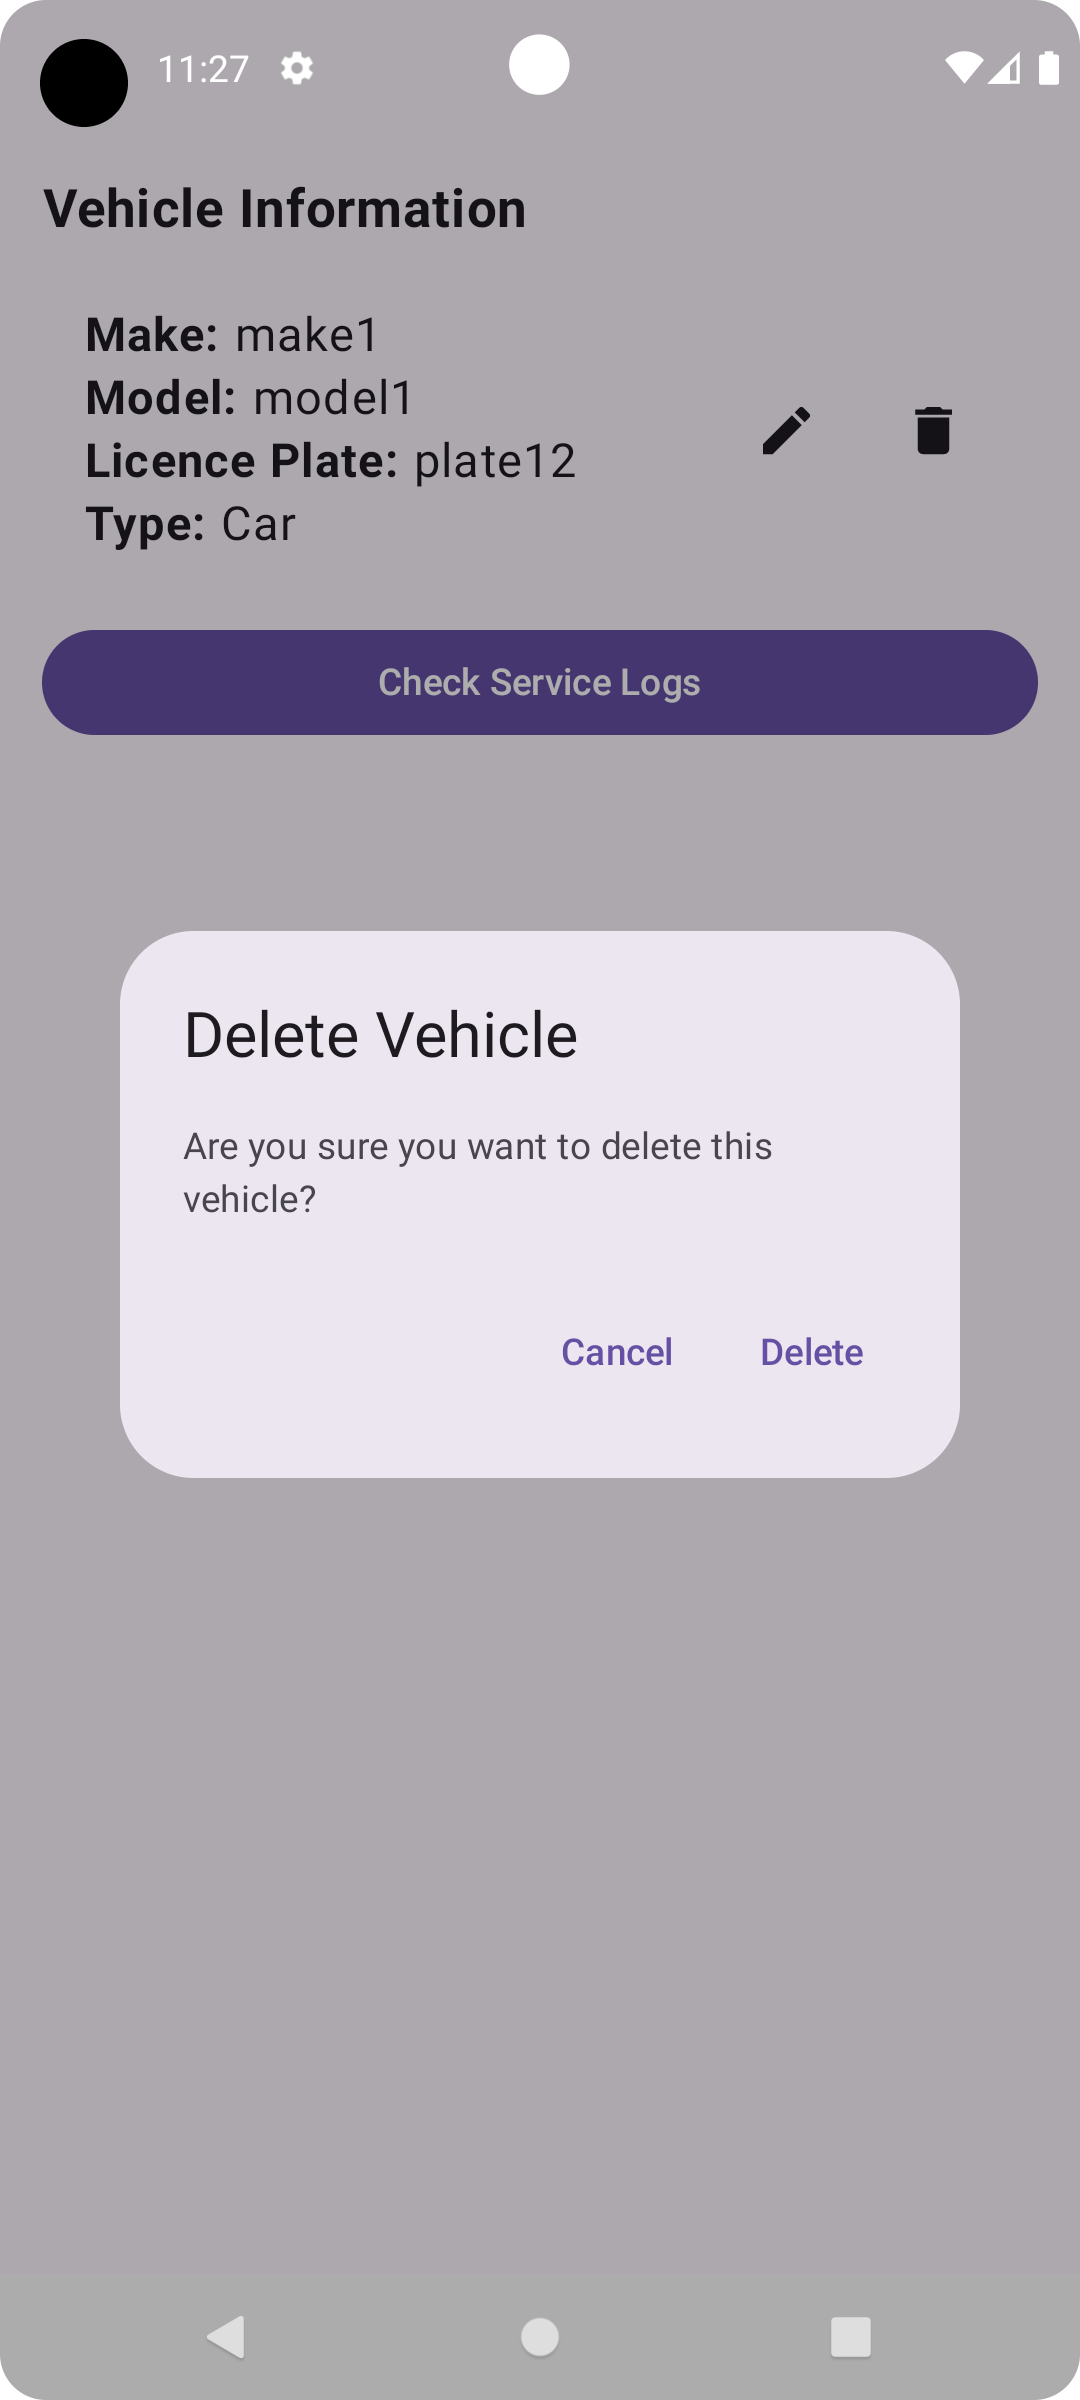 11:27
Vehicle Information
Make: make1
Model: model1
Licence Plate: plate12
Type: Car
Check Service Logs
Delete Vehicle
Are you sure you want to delete this
vehicle?
Cancel Delete